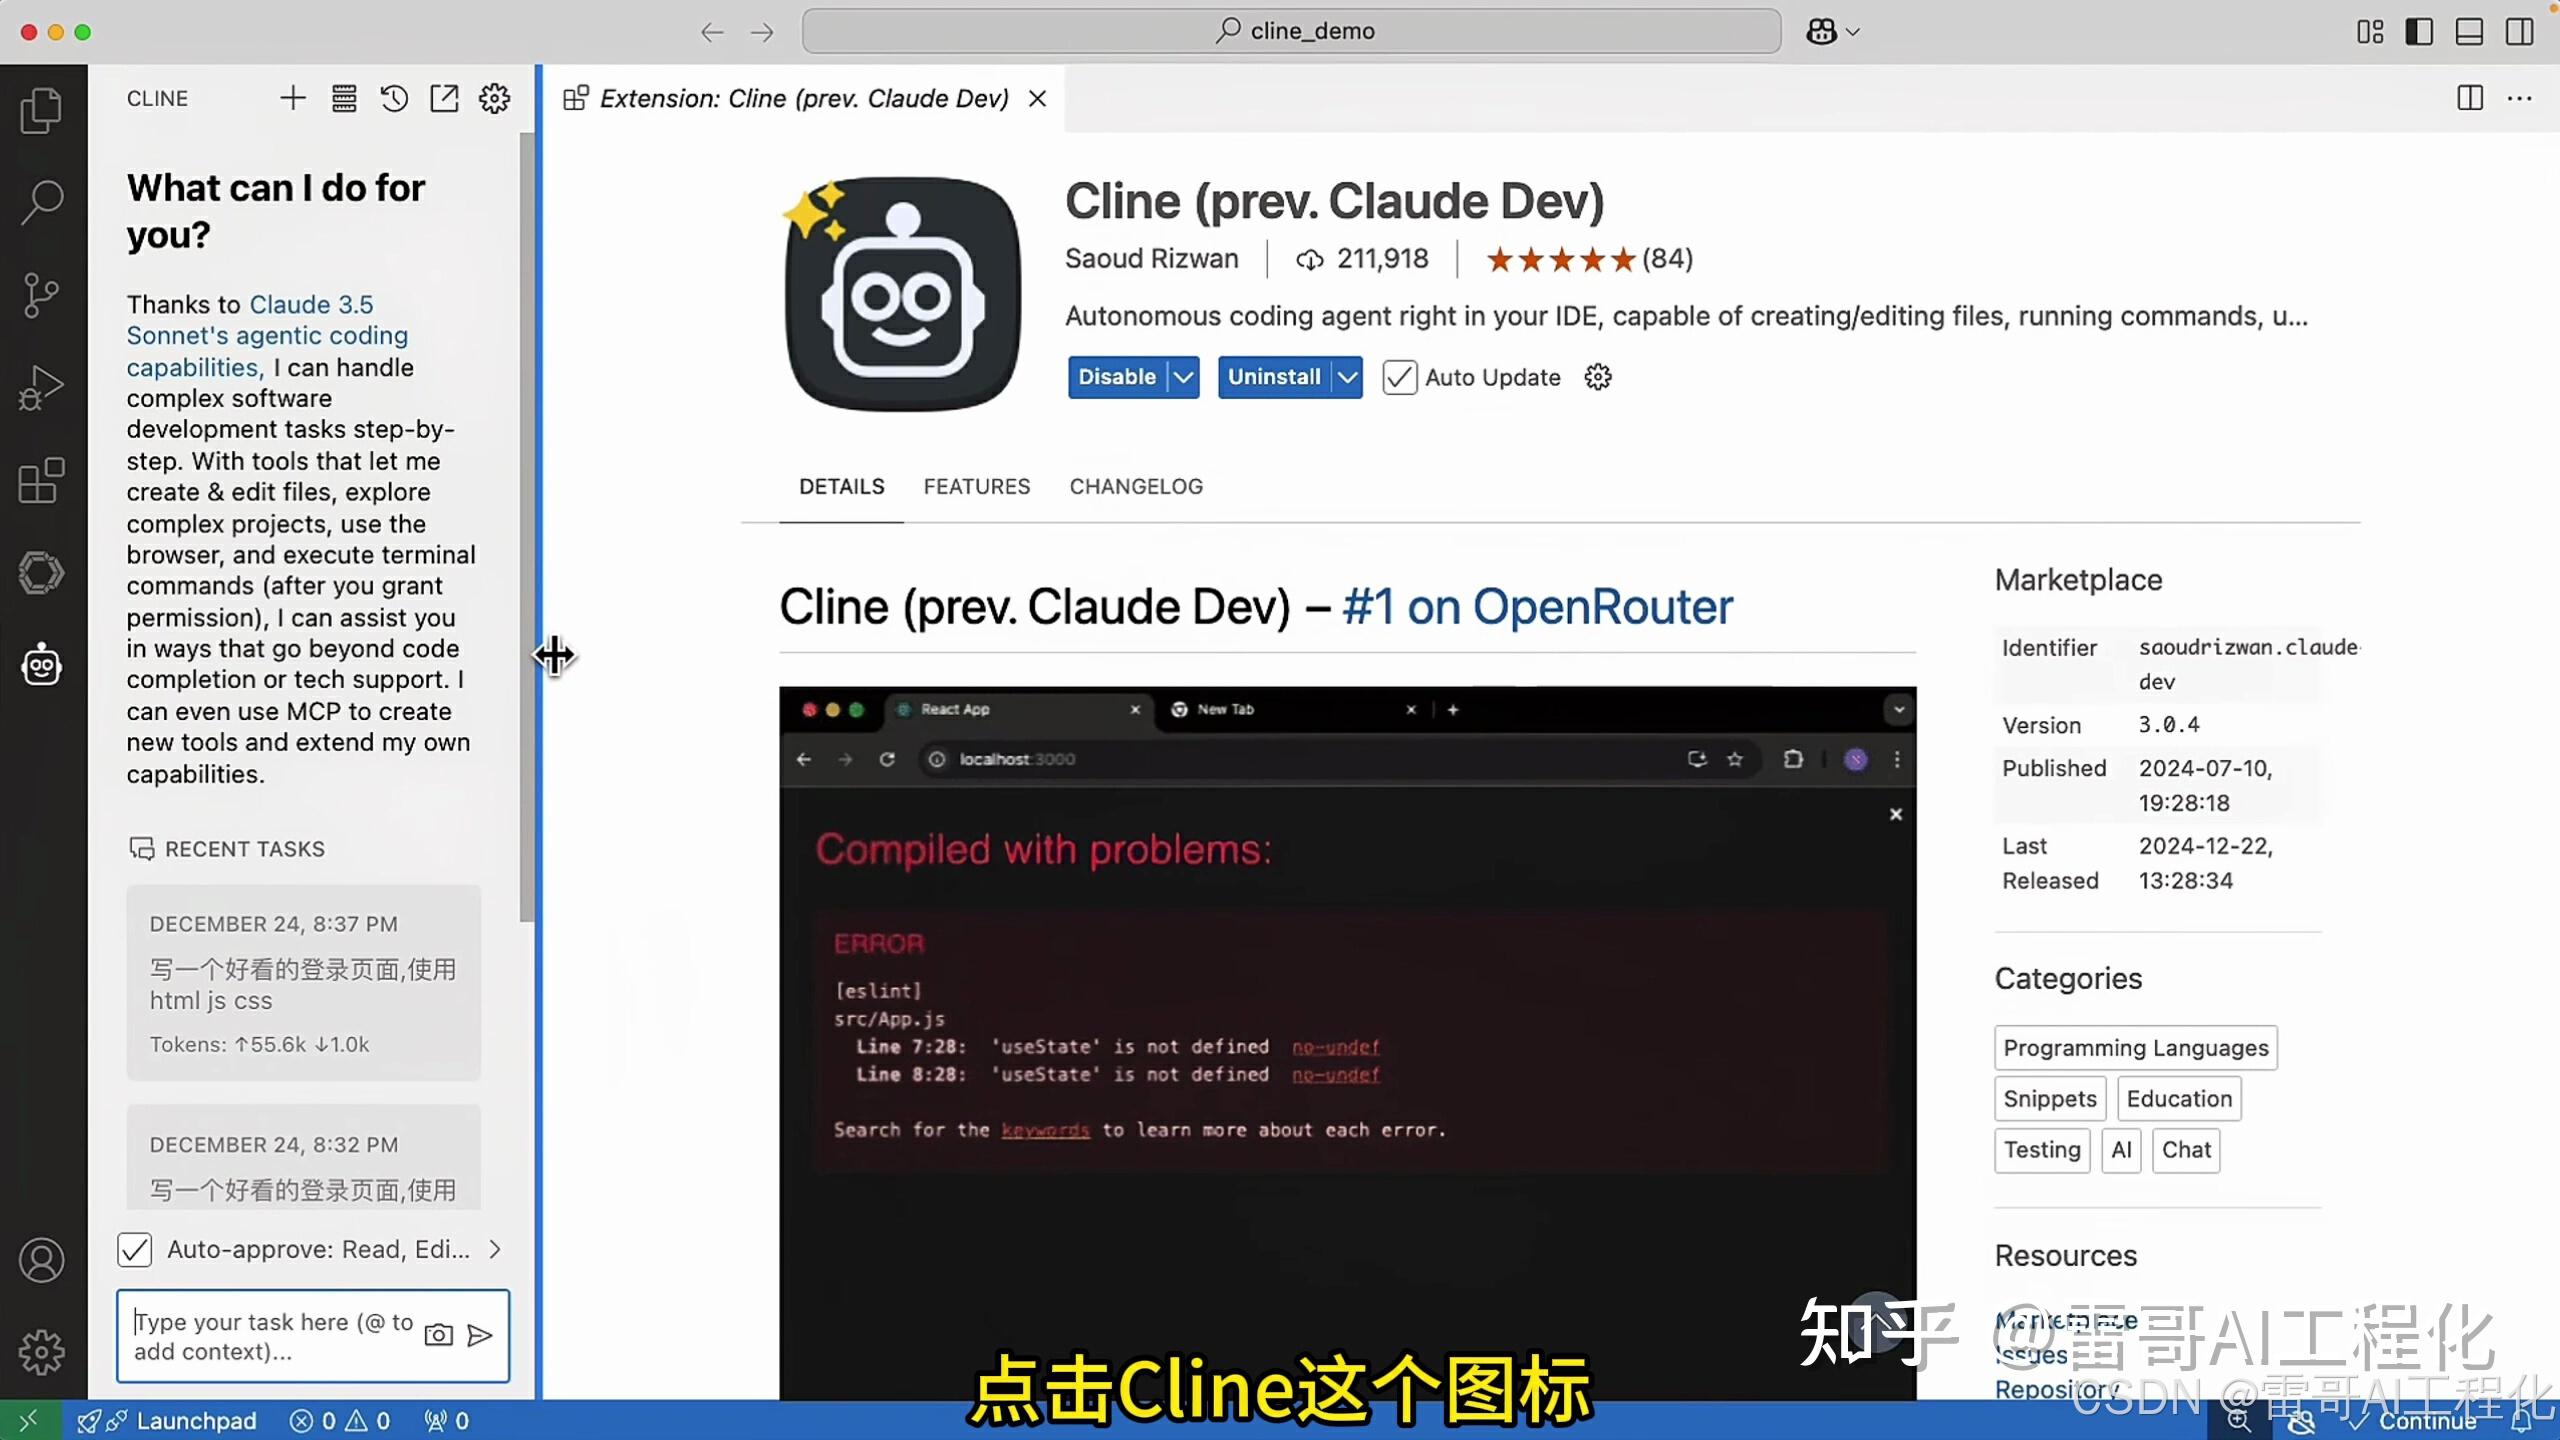 cline_demo
CLINE
Extension: Cline (prev. Claude Dev)
What can I do for
you?
Thanks to Claude 3.5
Sonnet's agentic coding
capabilities, I can handle
complex software
development tasks step-by-
step. With tools that let me
create & edit files, explore
complex projects, use the
browser, and execute terminal
commands (after you grant
permission), I can assist you
in ways that go beyond code
completion or tech support. I
can even use MCP to create
new tools and extend my own
capabilities.
RECENT TASKS
DECEMBER 24, 8:37 PM
写一个好看的登录页面,使用
html js css
Tokens: ↑55.6k ↓1.0k
DECEMBER 24, 8:32 PM
写一个好看的登录页面,使用
Auto-approve: Read, Edi...
Type your task here (@ to
add context)...
Cline (prev. Claude Dev)
Saoud Rizwan 211,918 ★★★★★ (84)
Autonomous coding agent right in your IDE, capable of creating/editing files, running commands, u...
Disable Uninstall Auto Update
DETAILS FEATURES CHANGELOG
Cline (prev. Claude Dev) – #1 on OpenRouter
React App New Tab
localhost:3000
Compiled with problems:
ERROR
[eslint]
src/App.js
Line 7:28: 'useState' is not defined no-undef
Line 8:28: 'useState' is not defined no-undef
Search for the keywords to learn more about each error.
Marketplace
Identifier saoudrizwan.claude-
dev
Version 3.0.4
Published 2024-07-10,
19:28:18
Last 2024-12-22,
Released 13:28:34
Categories
Programming Languages
Snippets Education
Testing AI Chat
Resources
Marketplace
Issues
Repository
知乎 @雷哥AI工程化
CSDN @雷哥AI工程化
点击Cline这个图标
Launchpad 0 0 0
Continue